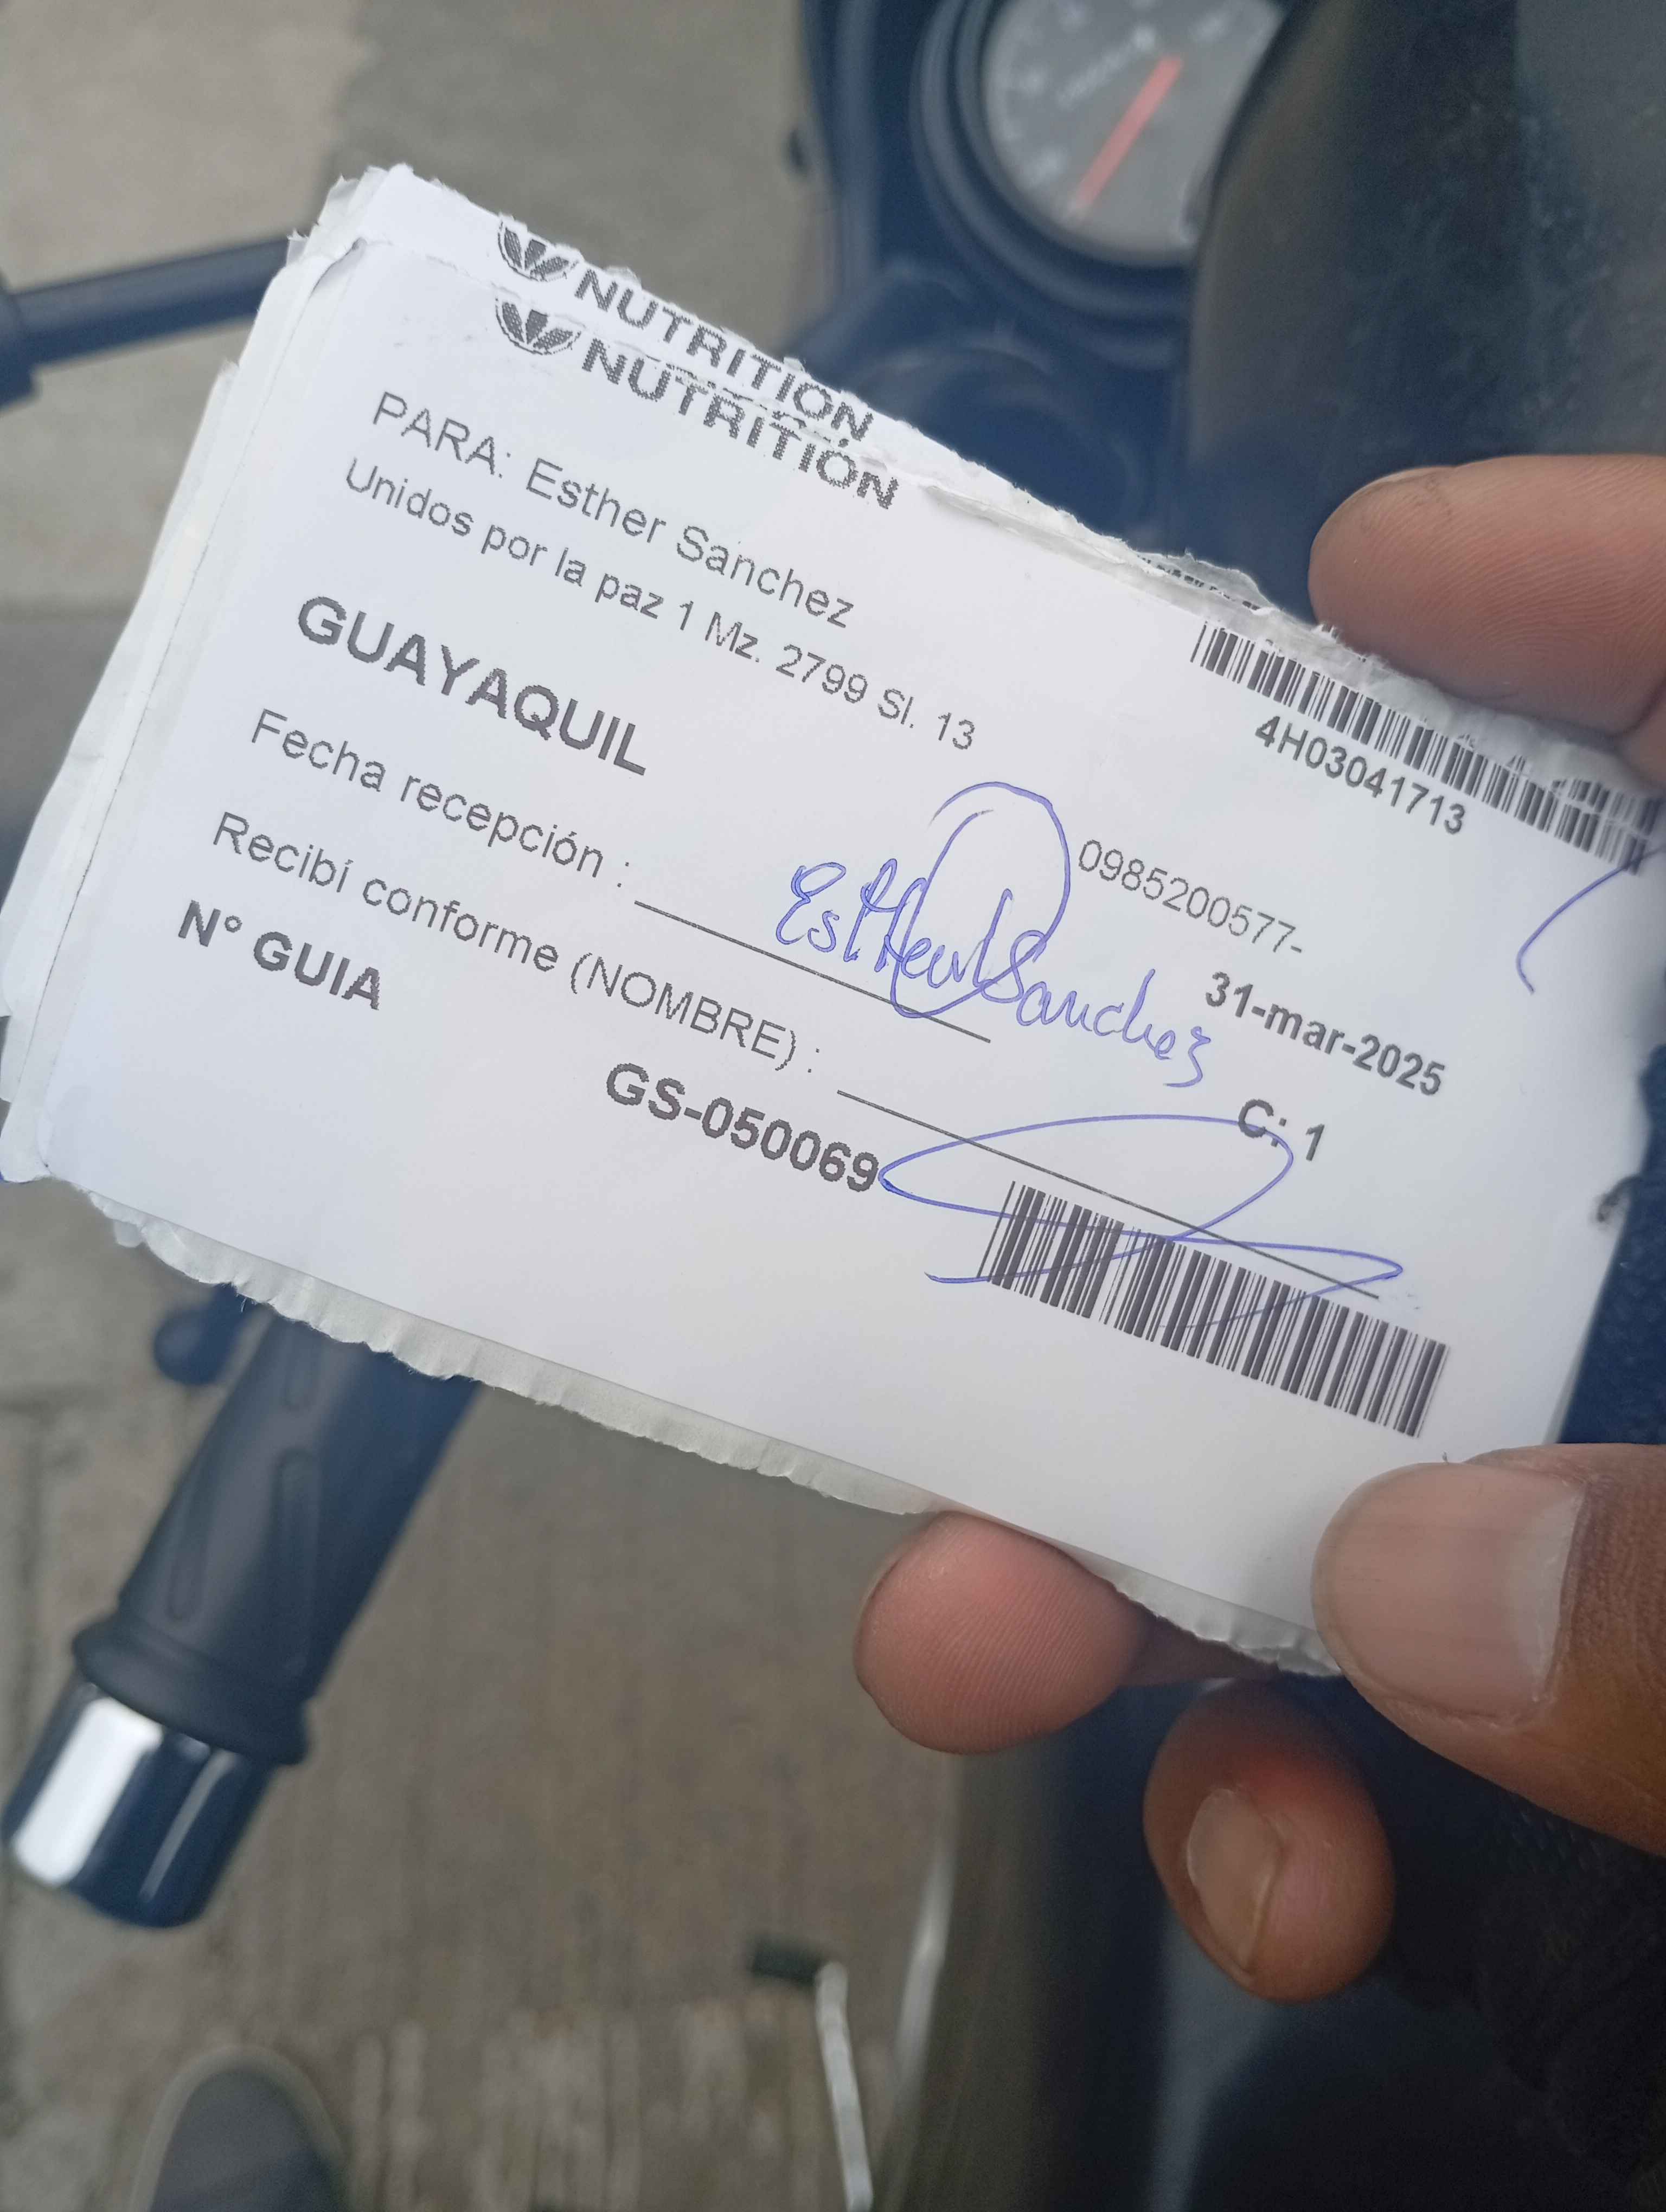 NUTRITION
NUTRITION
PARA: Esther Sanchez
Unidos por la paz 1 Mz. 2799 Sl. 13
4H03041713
GUAYAQUIL
0985200577-
Fecha recepción :
Esther Sanchez
31-mar-2025
Recibí conforme (NOMBRE) :
C: 1
N° GUIA
GS-050069